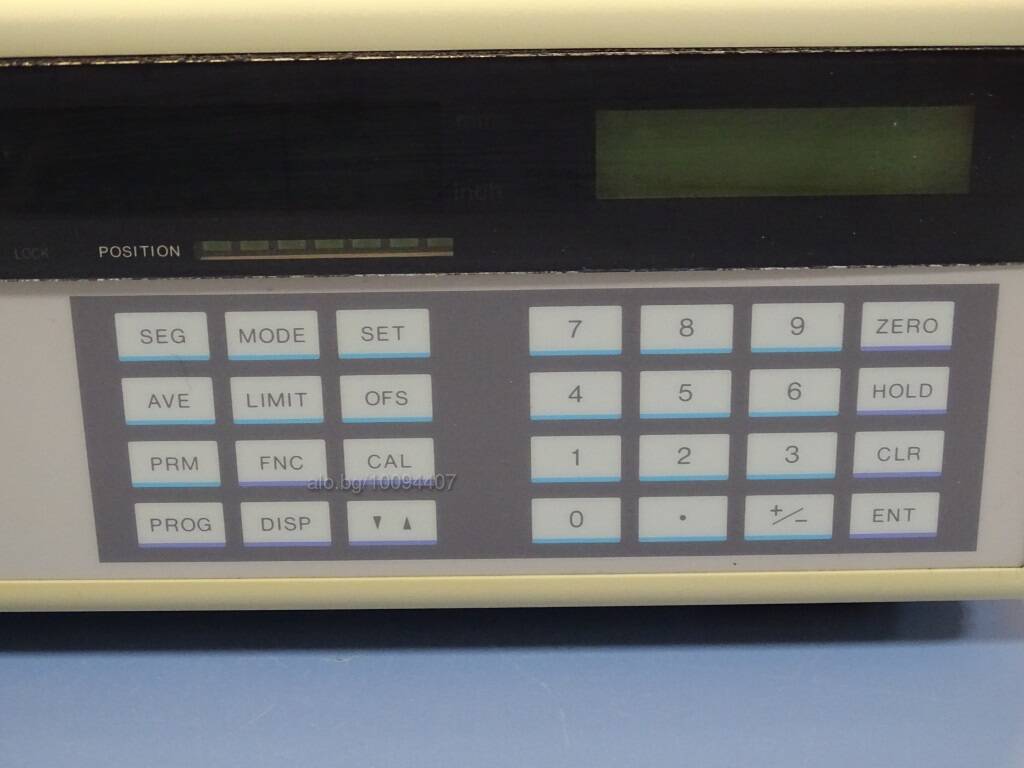 mm
inch
LOCK POSITION
SEG MODE SET 7 8 9 ZERO
AVE LIMIT OFS 4 5 6 HOLD
PRM FNC CAL 1 2 3 CLR
alo.bg/10094407
PROG DISP ▼ ▲ 0 . +/- ENT